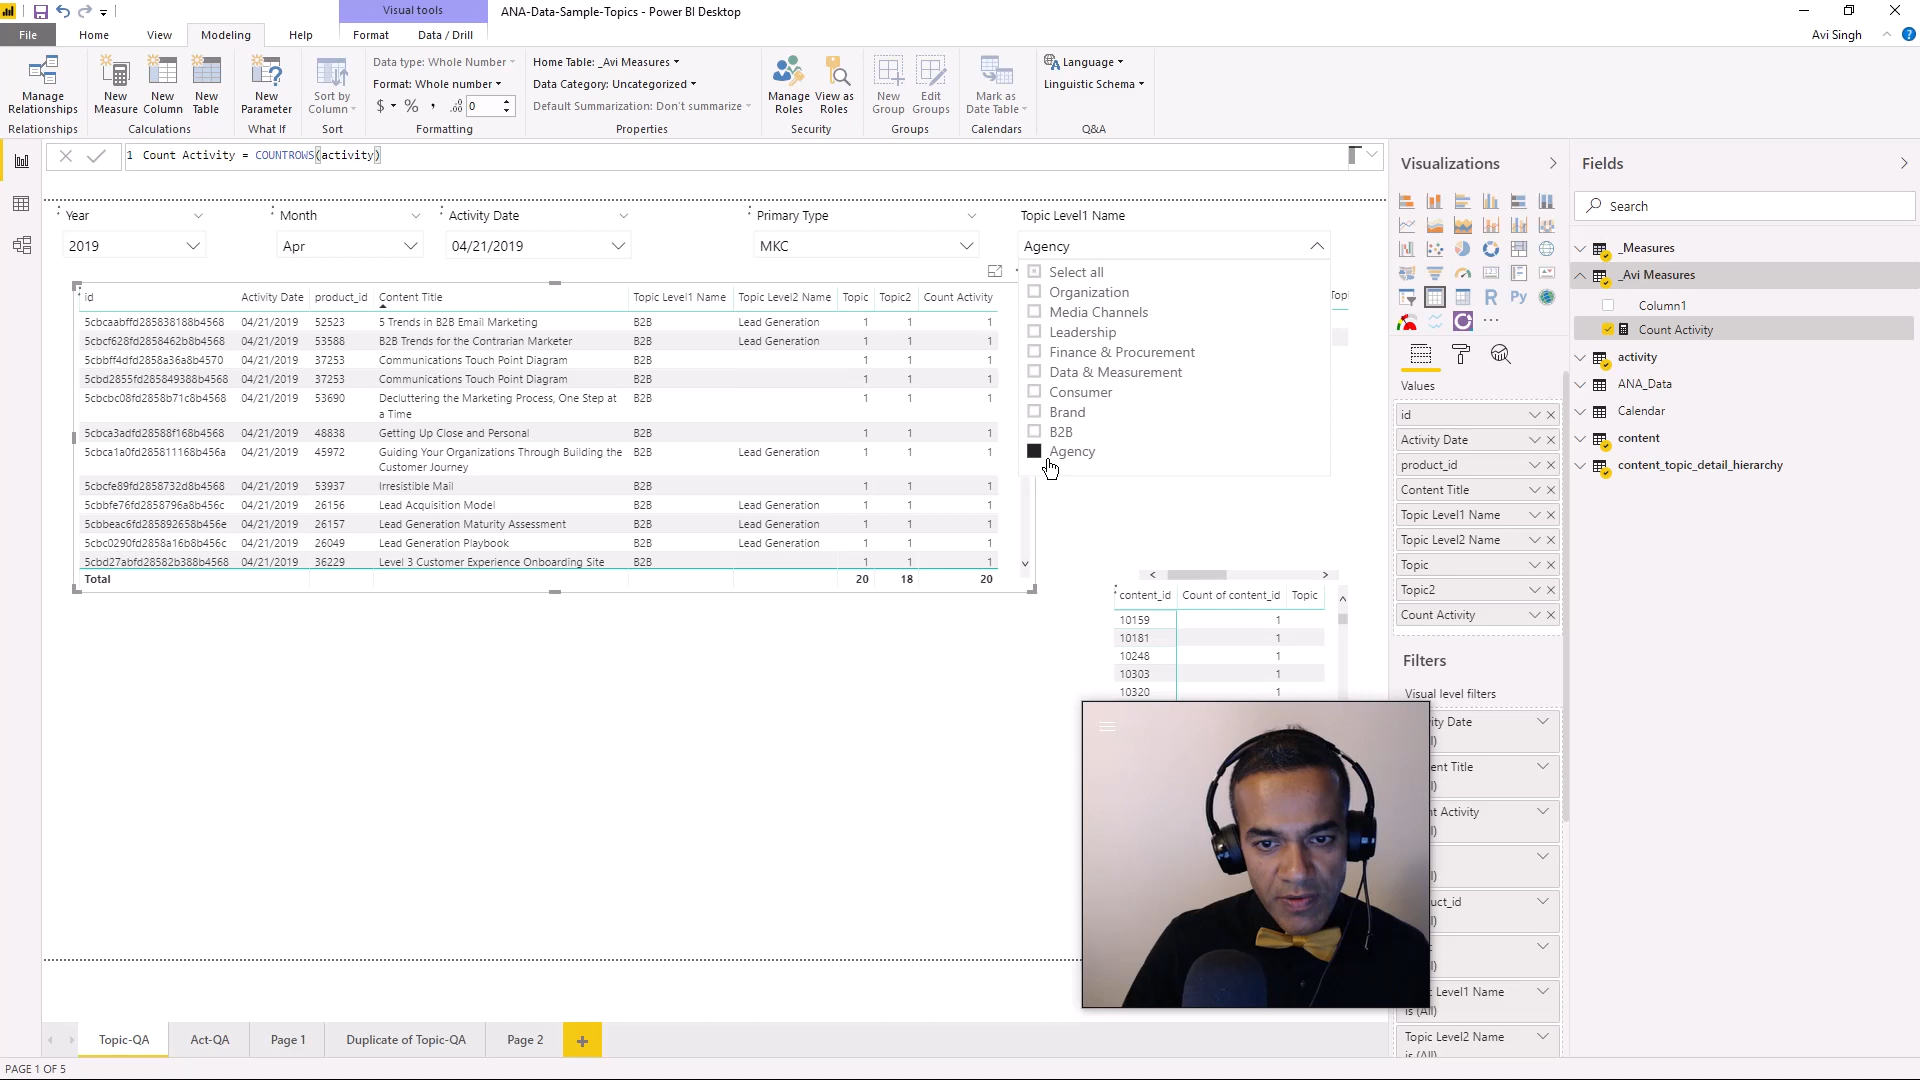 Visual tools
ANA-Data-Sample-Topics - Power BI Desktop
File Home View Modeling Help Format Data / Drill
Avi Singh
Manage Relationships
Relationships
New Measure
New Column
New Table
Calculations
New Parameter
What If
Sort by Column
Sort
Data type: Whole Number
Format: Whole number
$ % , .00 0
Formatting
Home Table: _Avi Measures
Data Category: Uncategorized
Default Summarization: Don't summarize
Properties
Manage Roles
View as Roles
Security
New Group
Edit Groups
Groups
Mark as Date Table
Calendars
Language
Linguistic Schema
Q&A
1 Count Activity = COUNTROWS(activity)
Year
2019
Month
Apr
Activity Date
04/21/2019
Primary Type
MKC
Topic Level1 Name
Agency
Select all
Organization
Media Channels
Leadership
Finance & Procurement
Data & Measurement
Consumer
Brand
B2B
Agency
id Activity Date product_id Content Title Topic Level1 Name Topic Level2 Name Topic Topic2 Count Activity
5cbcaabffd285838188b4568 04/21/2019 52523 5 Trends in B2B Email Marketing B2B Lead Generation 1 1 1
5cbcf628fd2858462b8b4568 04/21/2019 53588 B2B Trends for the Contrarian Marketer B2B Lead Generation 1 1 1
5cbbff4dfd2858a36a8b4570 04/21/2019 37253 Communications Touch Point Diagram B2B 1 1 1
5cbd2855fd285849388b4568 04/21/2019 37253 Communications Touch Point Diagram B2B 1 1 1
5cbcbc08fd2858b71c8b4568 04/21/2019 53690 Decluttering the Marketing Process, One Step at B2B 1 1 1
a Time
5cbca3adfd28588f168b4568 04/21/2019 48838 Getting Up Close and Personal B2B 1 1 1
5cbca1a0fd285811168b456a 04/21/2019 45972 Guiding Your Organizations Through Building the B2B Lead Generation 1 1 1
Customer Journey
5cbcfe89fd2858732d8b4568 04/21/2019 53937 Irresistible Mail B2B 1 1 1
5cbbfe76fd2858796a8b456c 04/21/2019 26156 Lead Acquisition Model B2B Lead Generation 1 1 1
5cbbeac6fd285892658b456e 04/21/2019 26157 Lead Generation Maturity Assessment B2B Lead Generation 1 1 1
5cbc0290fd2858a16b8b456c 04/21/2019 26049 Lead Generation Playbook B2B Lead Generation 1 1 1
5cbd27abfd28582b388b4568 04/21/2019 36229 Level 3 Customer Experience Onboarding Site B2B 1 1 1
Total 20 18 20
content_id Count of content_id Topic
10159 1
10181 1
10248 1
10303 1
10320 1
Visualizations
R Py
Values
id
Activity Date
product_id
Content Title
Topic Level1 Name
Topic Level2 Name
Topic
Topic2
Count Activity
Filters
Visual level filters
Level1 Name
is (All)
Topic Level2 Name
is (All)
Fields
Search
_Measures
_Avi Measures
Column1
Count Activity
activity
ANA_Data
Calendar
content
content_topic_detail_hierarchy
Topic-QA Act-QA Page 1 Duplicate of Topic-QA Page 2 +
PAGE 1 OF 5